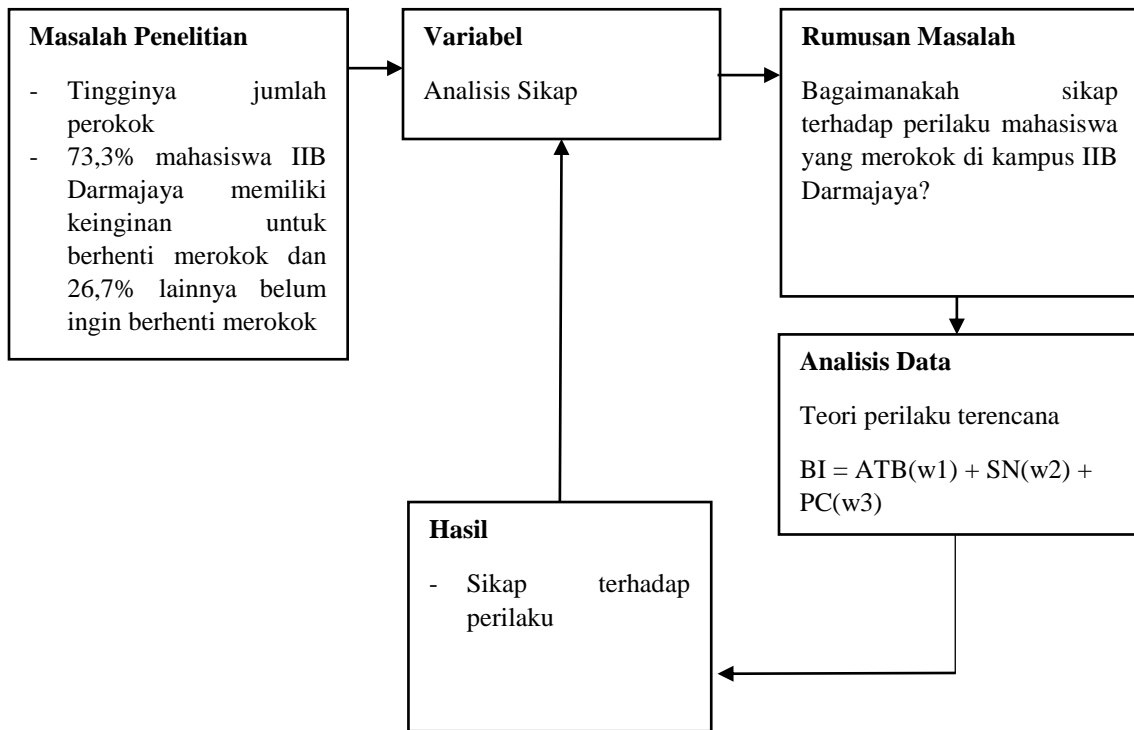 Masalah Penelitian
- Tingginya jumlah
perokok
- 73,3% mahasiswa IIB
Darmajaya memiliki
keinginan untuk
berhenti merokok dan
26,7% lainnya belum
ingin berhenti merokok
Variabel
Analisis Sikap
Rumusan Masalah
Bagaimanakah sikap
terhadap perilaku mahasiswa
yang merokok di kampus IIB
Darmajaya?
Analisis Data
Teori perilaku terencana
BI = ATB(w1) + SN(w2) +
PC(w3)
Hasil
- Sikap terhadap
perilaku